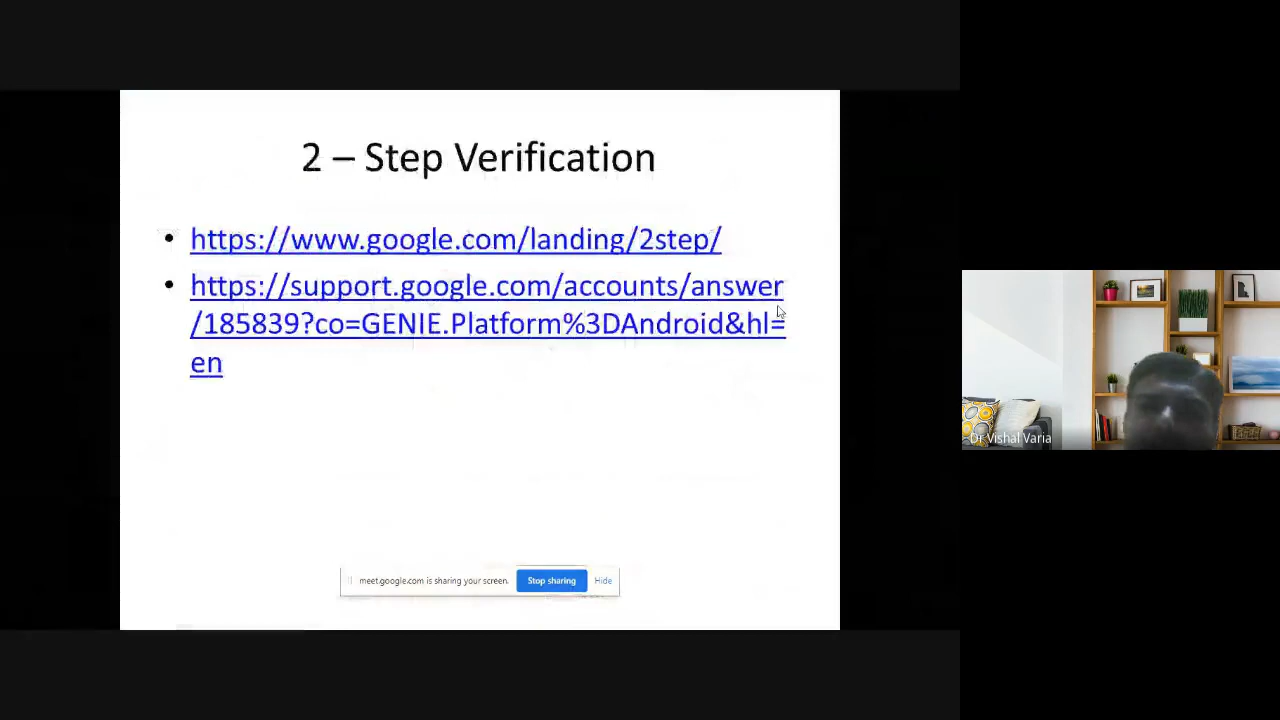 2 – Step Verification
• https://www.google.com/landing/2step/
• https://support.google.com/accounts/answer
/185839?co=GENIE.Platform%3DAndroid&hl=
en
meet.google.com is sharing your screen. Stop sharing Hide
Dr Vishal Varia